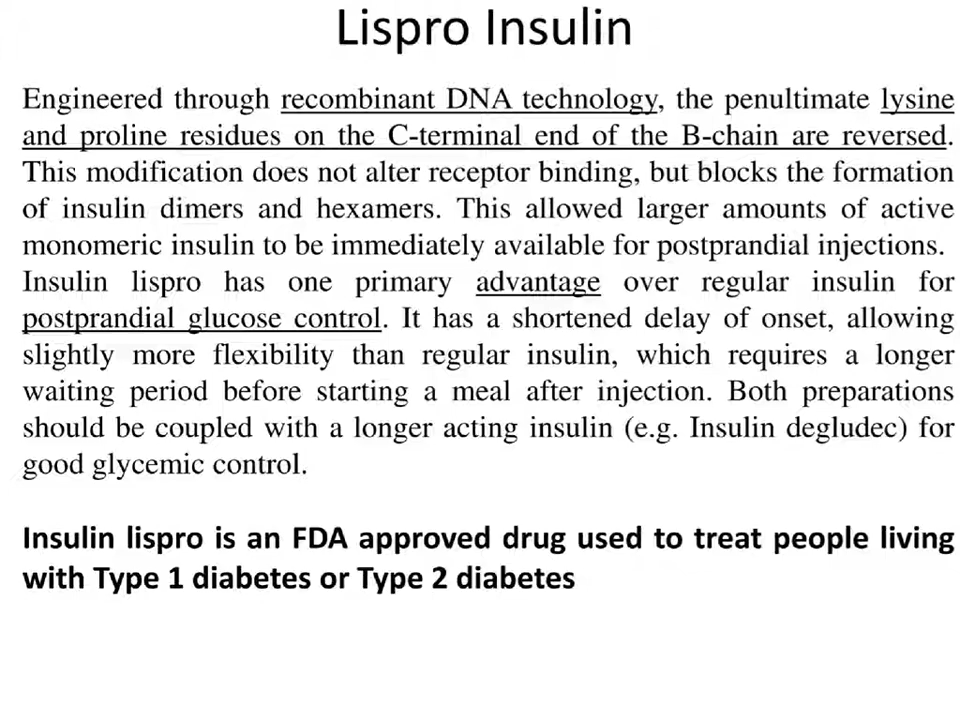 Lispro Insulin
Engineered through recombinant DNA technology, the penultimate lysine
and proline residues on the C-terminal end of the B-chain are reversed.
This modification does not alter receptor binding, but blocks the formation
of insulin dimers and hexamers. This allowed larger amounts of active
monomeric insulin to be immediately available for postprandial injections.
Insulin lispro has one primary advantage over regular insulin for
postprandial glucose control. It has a shortened delay of onset, allowing
slightly more flexibility than regular insulin, which requires a longer
waiting period before starting a meal after injection. Both preparations
should be coupled with a longer acting insulin (e.g. Insulin degludec) for
good glycemic control.
Insulin lispro is an FDA approved drug used to treat people living
with Type 1 diabetes or Type 2 diabetes